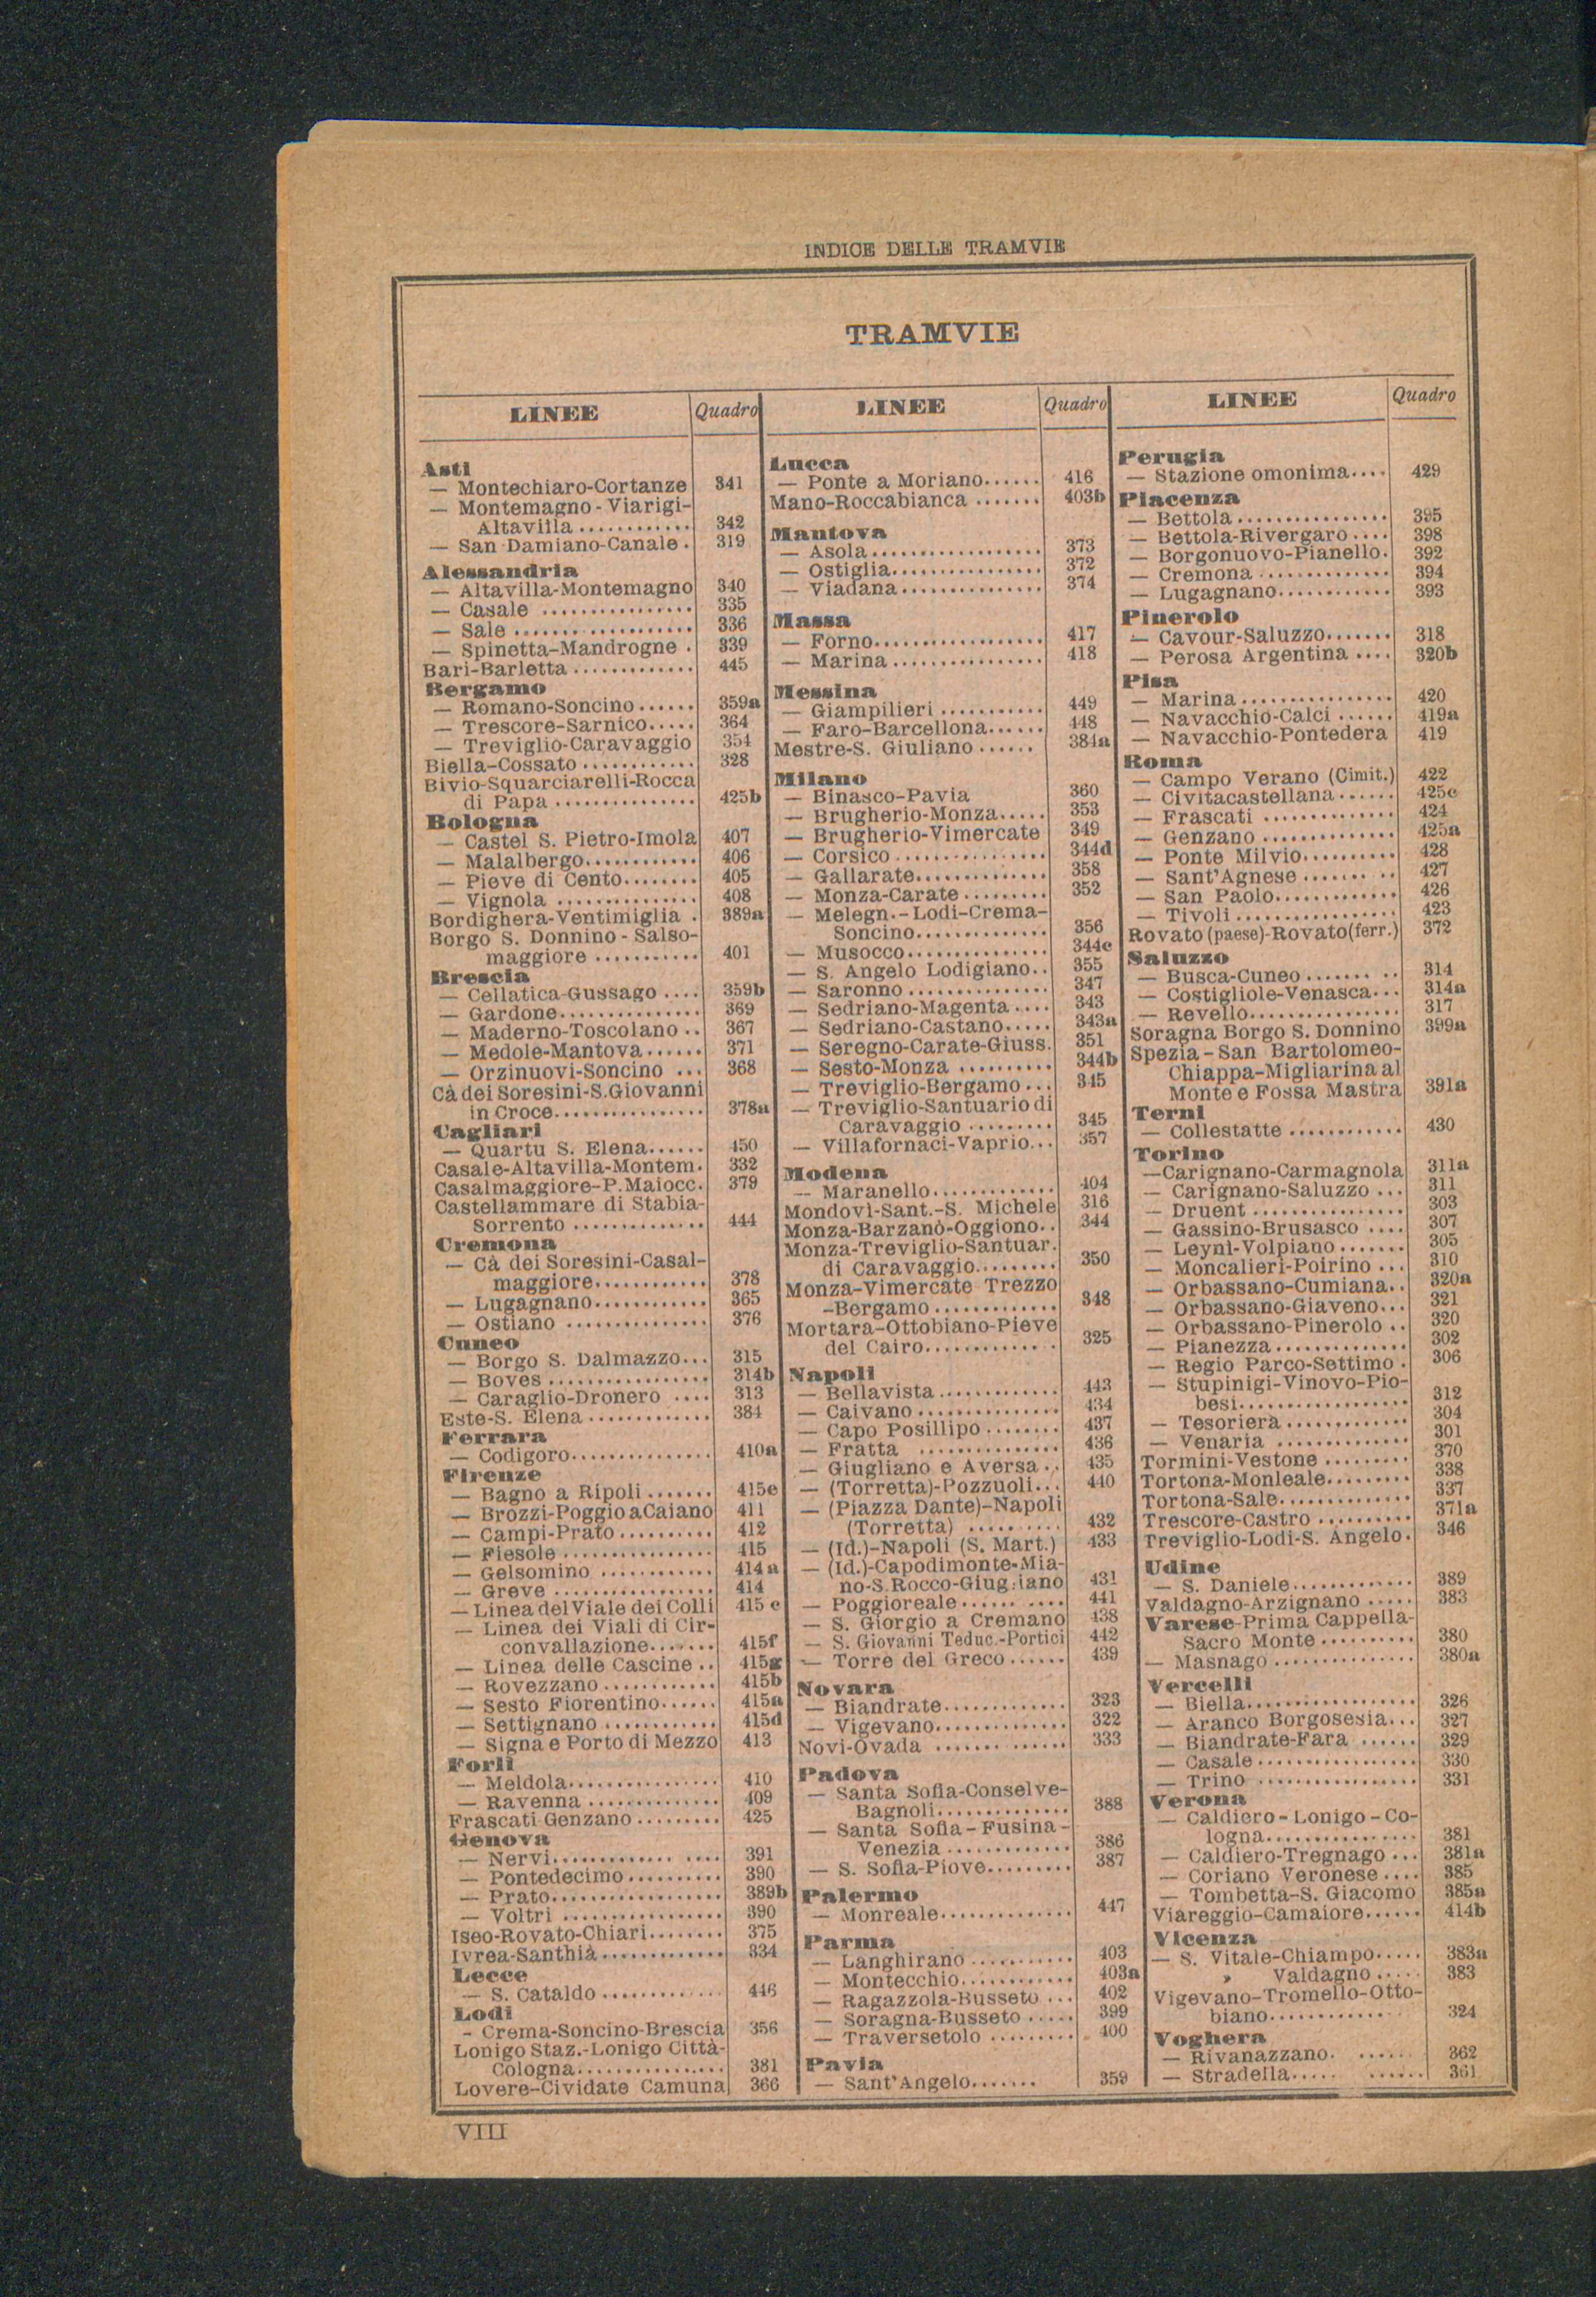 INDICE DELLE TRAMVIE
TRAMVIE
LINEE Quadro
Asti
— Montechiaro-Cortanze 341
— Montemagno-Viarigi-
Altavilla ............ 342
— San Damiano-Canale . 319
Alessandria
— Altavilla-Montemagno 340
— Casale ............... 335
— Sale ................. 336
— Spinetta-Mandrogne . 339
Bari-Barletta ............. 445
Bergamo
— Romano-Soncino ...... 359a
— Trescore-Sarnico..... 364
— Treviglio-Caravaggio 354
Biella-Cossato ............ 328
Bivio-Squarciarelli-Rocca
di Papa ............... 425b
Bologna
— Castel S. Pietro-Imola 407
— Malalbergo............ 406
— Pieve di Cento........ 405
— Vignola .............. 408
Bordighera-Ventimiglia . 389a
Borgo S. Donnino-Salso-
maggiore ........... 401
Brescia
— Cellatica-Gussago .... 359b
— Gardone.............. 369
— Maderno-Toscolano .. 367
— Medole-Mantova...... 371
— Orzinuovi-Soncino ... 368
Cà dei Soresini-S.Giovanni
in Croce................ 378a
Cagliari
— Quartu S. Elena...... 450
Casale-Altavilla-Montem. 332
Casalmaggiore-P.Maiocc. 379
Castellammare di Stabia-
Sorrento .............. 444
Cremona
— Cà dei Soresini-Casal-
maggiore............ 378
— Lugagnano............ 365
— Ostiano .............. 376
Cuneo
— Borgo S. Dalmazzo... 315
— Boves ................ 314b
— Caraglio-Dronero .... 313
Este-S. Elena ............. 384
Ferrara
— Codigoro.............. 410a
Firenze
— Bagno a Ripoli ....... 415e
— Brozzi-Poggio a Caiano 411
— Campi-Prato.......... 412
— Fiesole ............... 415
— Gelsomino ............ 414a
— Greve ................ 414
— Linea del Viale dei Colli 415 c
— Linea dei Viali di Cir-
convallazione....... 415f
— Linea delle Cascine .. 415g
— Rovezzano ............ 415b
— Sesto Fiorentino...... 415a
— Settignano ............ 415d
— Signa e Porto di Mezzo 413
Forlì
— Meldola............... 410
— Ravenna .............. 409
Frascati Genzano ......... 425
Genova
— Nervi................. 391
— Pontedecimo.......... 390
— Prato................. 389b
— Voltri ................ 390
Iseo-Rovato-Chiari........ 375
Ivrea-Santhià............. 334
Lecce
— S. Cataldo ............ 446
Lodi
- Crema-Soncino-Brescia 356
Lonigo Staz.-Lonigo Città-
Cologna............... 381
Lovere-Cividate Camuna 366
LINEE Quadro
Lucca
— Ponte a Moriano...... 416
Mano-Roccabianca ....... 403b
Mantova
— Asola................. 373
— Ostiglia............... 372
— Viadana............... 374
Massa
— Forno................. 417
— Marina ............... 418
Messina
— Giampilieri ........... 449
— Faro-Barcellona...... 448
Mestre-S. Giuliano ...... 384a
Milano
— Binasco-Pavia 360
— Brugherio-Monza..... 353
— Brugherio-Vimercate 349
— Corsico ............... 344d
— Gallarate.............. 358
— Monza-Carate ......... 352
— Melegn.-Lodi-Crema-
Soncino.............. 356
— Musocco............... 344c
— S. Angelo Lodigiano.. 355
— Saronno ............... 347
— Sedriano-Magenta .... 343
— Sedriano-Castano..... 343a
— Seregno-Carate-Giuss. 351
— Sesto-Monza .......... 344b
— Treviglio-Bergamo ... 345
— Treviglio-Santuario di
Caravaggio ......... 345
— Villafornaci-Vaprio... 357
Modena
— Maranello............. 404
Mondovì-Sant.-S. Michele 316
Monza-Barzanò-Oggiono.. 344
Monza-Treviglio-Santuar.
di Caravaggio......... 350
Monza-Vimercate Trezzo
-Bergamo ............. 348
Mortara-Ottobiano-Pieve
del Cairo............. 325
Napoli
— Bellavista ............. 443
— Caivano ............... 434
— Capo Posillipo ........ 437
— Fratta ............... 436
— Giugliano e Aversa .. 435
— (Torretta)-Pozzuoli... 440
— (Piazza Dante)-Napoli
(Torretta) .......... 432
— (Id.)-Napoli (S. Mart.) 433
— (Id.)-Capodimonte-Mia-
no-S.Rocco-Giugliano 431
— Poggioreale .......... 441
— S. Giorgio a Cremano 438
— S. Giovanni Teduc.-Portici 442
— Torre del Greco ...... 439
Novara
— Biandrate............. 323
— Vigevano.............. 322
Novi-Ovada .............. 333
Padova
— Santa Sofia-Conselve-
Bagnoli.............. 388
— Santa Sofia-Fusina-
Venezia ............. 386
— S. Sofia-Piove......... 387
Palermo
— Monreale.............. 447
Parma
— Langhirano ........... 403
— Montecchio............ 403a
— Ragazzola-Busseto ... 402
— Soragna-Busseto ..... 399
— Traversetolo ......... 400
Pavia
— Sant'Angelo....... 359
LINEE Quadro
Perugia
— Stazione omonima.... 429
Piacenza
— Bettola ............... 395
— Bettola-Rivergaro .... 398
— Borgonuovo-Pianello. 392
— Cremona .............. 394
— Lugagnano............ 393
Pinerolo
— Cavour-Saluzzo....... 318
— Perosa Argentina .... 320b
Pisa
— Marina ............... 420
— Navacchio-Calci ...... 419a
— Navacchio-Pontedera 419
Roma
— Campo Verano (Cimit.) 422
— Civitacastellana ...... 425c
— Frascati .............. 424
— Genzano .............. 425a
— Ponte Milvio.......... 428
— Sant'Agnese ....... .. 427
— San Paolo............. 426
— Tivoli ................ 423
Rovato (paese)-Rovato(ferr.) 372
Saluzzo
— Busca-Cuneo ....... .. 314
— Costigliole-Venasca... 314a
— Revello............... 317
Soragna Borgo S. Donnino 399a
Spezia-San Bartolomeo-
Chiappa-Migliarina al
Monte e Fossa Mastra 391a
Terni
— Collestatte ............ 430
Torino
—Carignano-Carmagnola 311a
— Carignano-Saluzzo ... 311
— Druent ............... 303
— Gassino-Brusasco .... 307
— Leynì-Volpiano ....... 305
— Moncalieri-Poirino ... 310
— Orbassano-Cumiana.. 320a
— Orbassano-Giaveno... 321
— Orbassano-Pinerolo .. 320
— Pianezza.............. 302
— Regio Parco-Settimo . 306
— Stupinigi-Vinovo-Pio-
besi................. 312
— Tesoriera ............. 304
— Venaria .............. 301
Tormini-Vestone ......... 370
Tortona-Monleale......... 338
Tortona-Sale.............. 337
Trescore-Castro .......... 371a
Treviglio-Lodi-S. Angelo. 346
Udine
— S. Daniele............. 389
Valdagno-Arzignano ..... 383
Varese-Prima Cappella-
Sacro Monte .......... 380
— Masnago ............... 380a
Vercelli
— Biella................. 326
— Aranco Borgosesia... 327
— Biandrate-Fara ...... 329
— Casale ................ 330
— Trino ................ 331
Verona
— Caldiero-Lonigo-Co-
logna................ 381
— Caldiero-Tregnago ... 381a
— Coriano Veronese .... 385
— Tombetta-S. Giacomo 385a
Viareggio-Camaiore...... 414b
Vicenza
— S. Vitale-Chiampo..... 383a
» Valdagno ..... 383
Vigevano-Tromello-Otto-
biano............. 324
Voghera
— Rivanazzano. ...... 362
— Stradella..... ...... 361
VIII